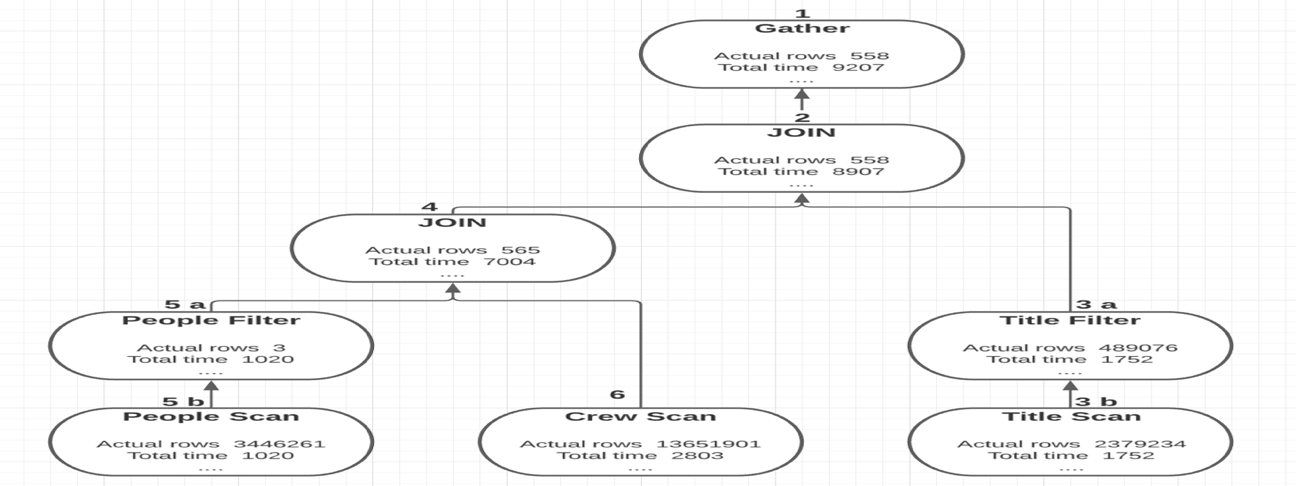 1
Gather
Actual rows 558
Total time 9207
....
2
JOIN
Actual rows 558
Total time 8907
....
4
JOIN
Actual rows 565
Total time 7004
....
5 a
People Filter
Actual rows 3
Total time 1020
....
3 a
Title Filter
Actual rows 489076
Total time 1752
....
5 b
People Scan
Actual rows 3446261
Total time 1020
....
6
Crew Scan
Actual rows 13651901
Total time 2803
....
3 b
Title Scan
Actual rows 2379234
Total time 1752
....